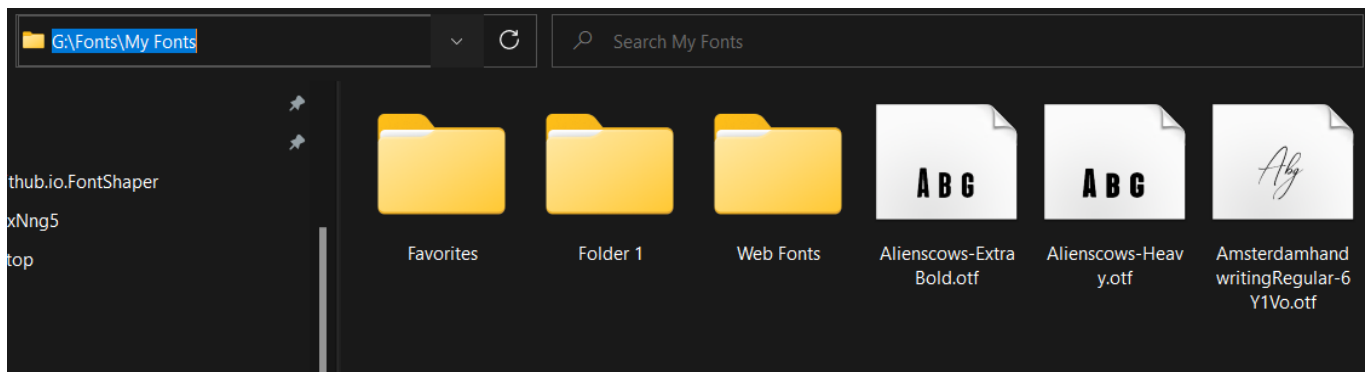 G:\Fonts\My Fonts
Search My Fonts
thub.io.FontShaper
xNng5
top
Favorites
Folder 1
Web Fonts
ABG
Alienscows-Extra
Bold.otf
ABG
Alienscows-Heav
y.otf
Abg
Amsterdamhand
writingRegular-6
Y1Vo.otf